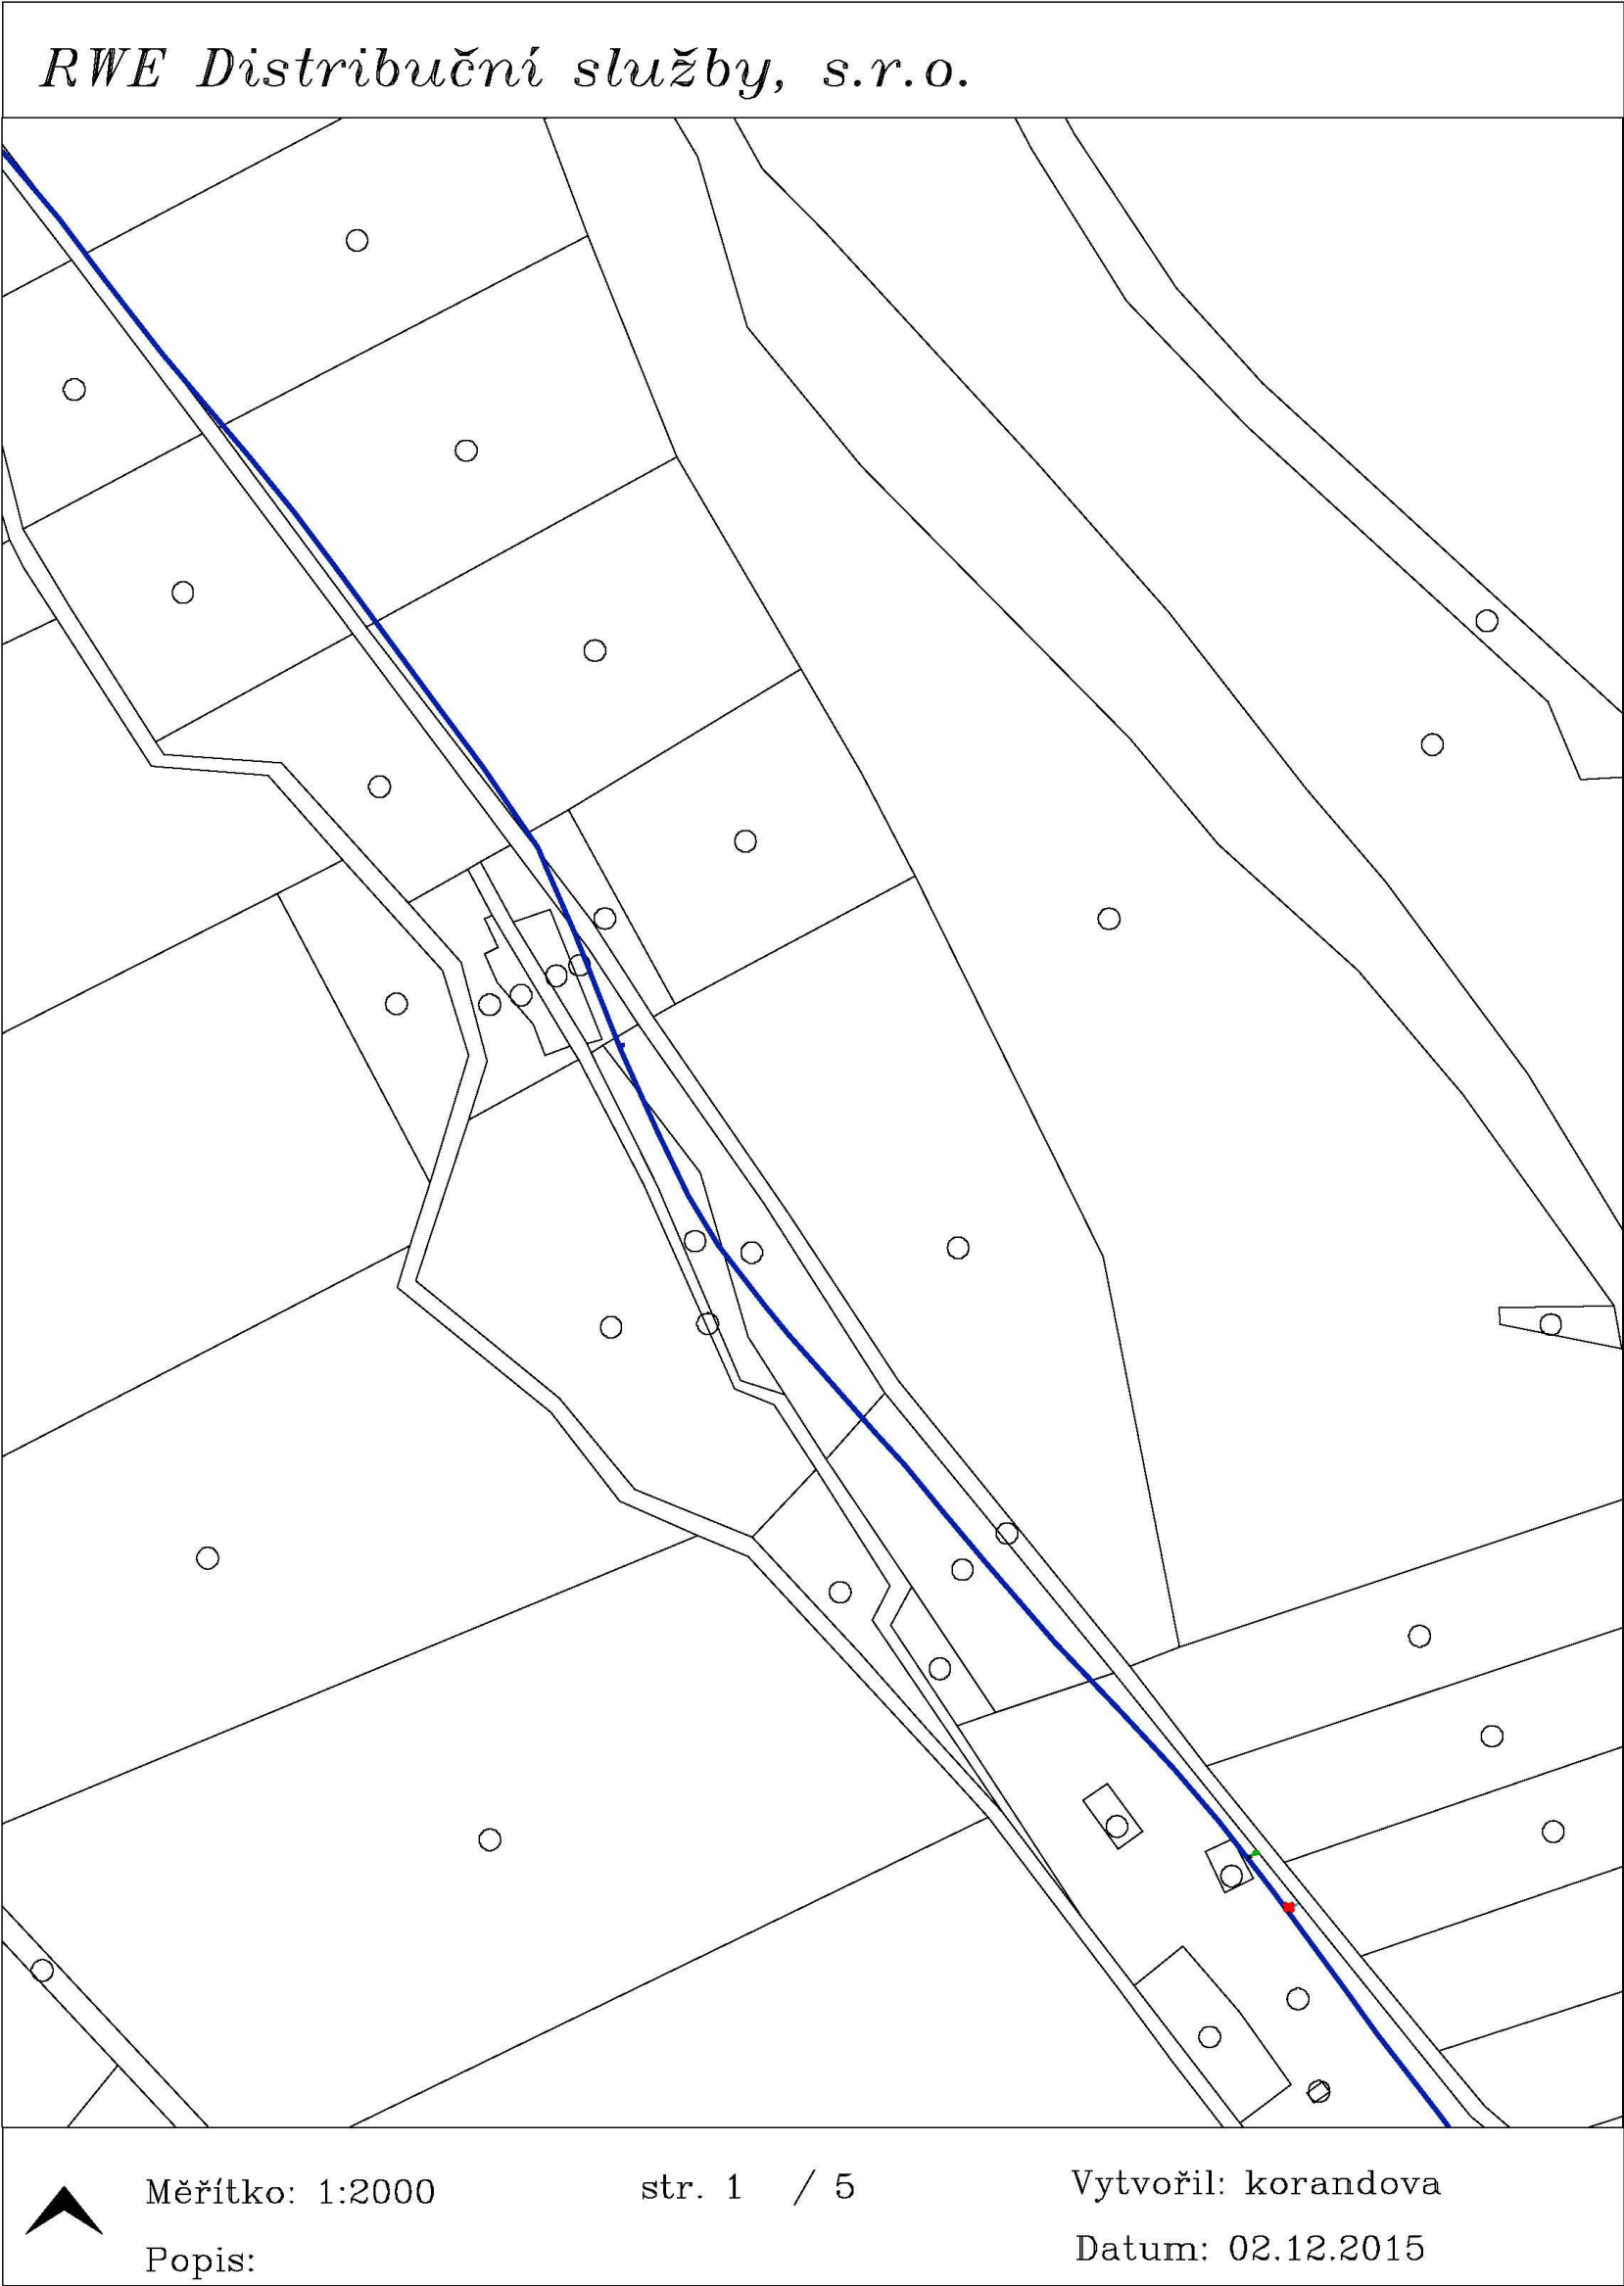 RWE Distribuční služby, s.r.o.
Měřítko: 1:2000
str. 1 / 5
Vytvořil: korandova
Popis:
Datum: 02.12.2015